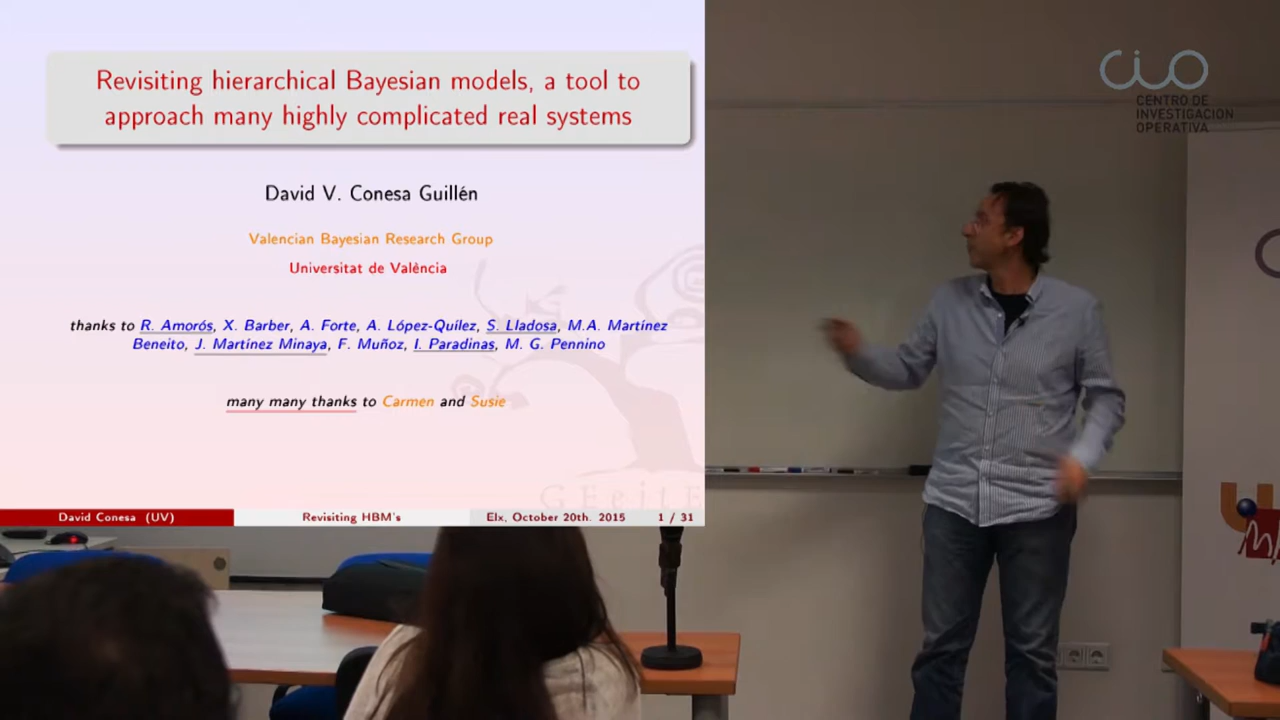 Revisiting hierarchical Bayesian models, a tool to
approach many highly complicated real systems
David V. Conesa Guillén
Valencian Bayesian Research Group
Universitat de València
thanks to R. Amorós, X. Barber, A. Forte, A. López-Quílez, S. Lladosa, M.A. Martínez
Beneito, J. Martínez Minaya, F. Muñoz, I. Paradinas, M. G. Pennino
many many thanks to Carmen and Susie
David Conesa (UV)
Revisiting HBM's
Elx, October 20th. 2015
1 / 31
CIO
CENTRO DE
INVESTIGACION
OPERATIVA